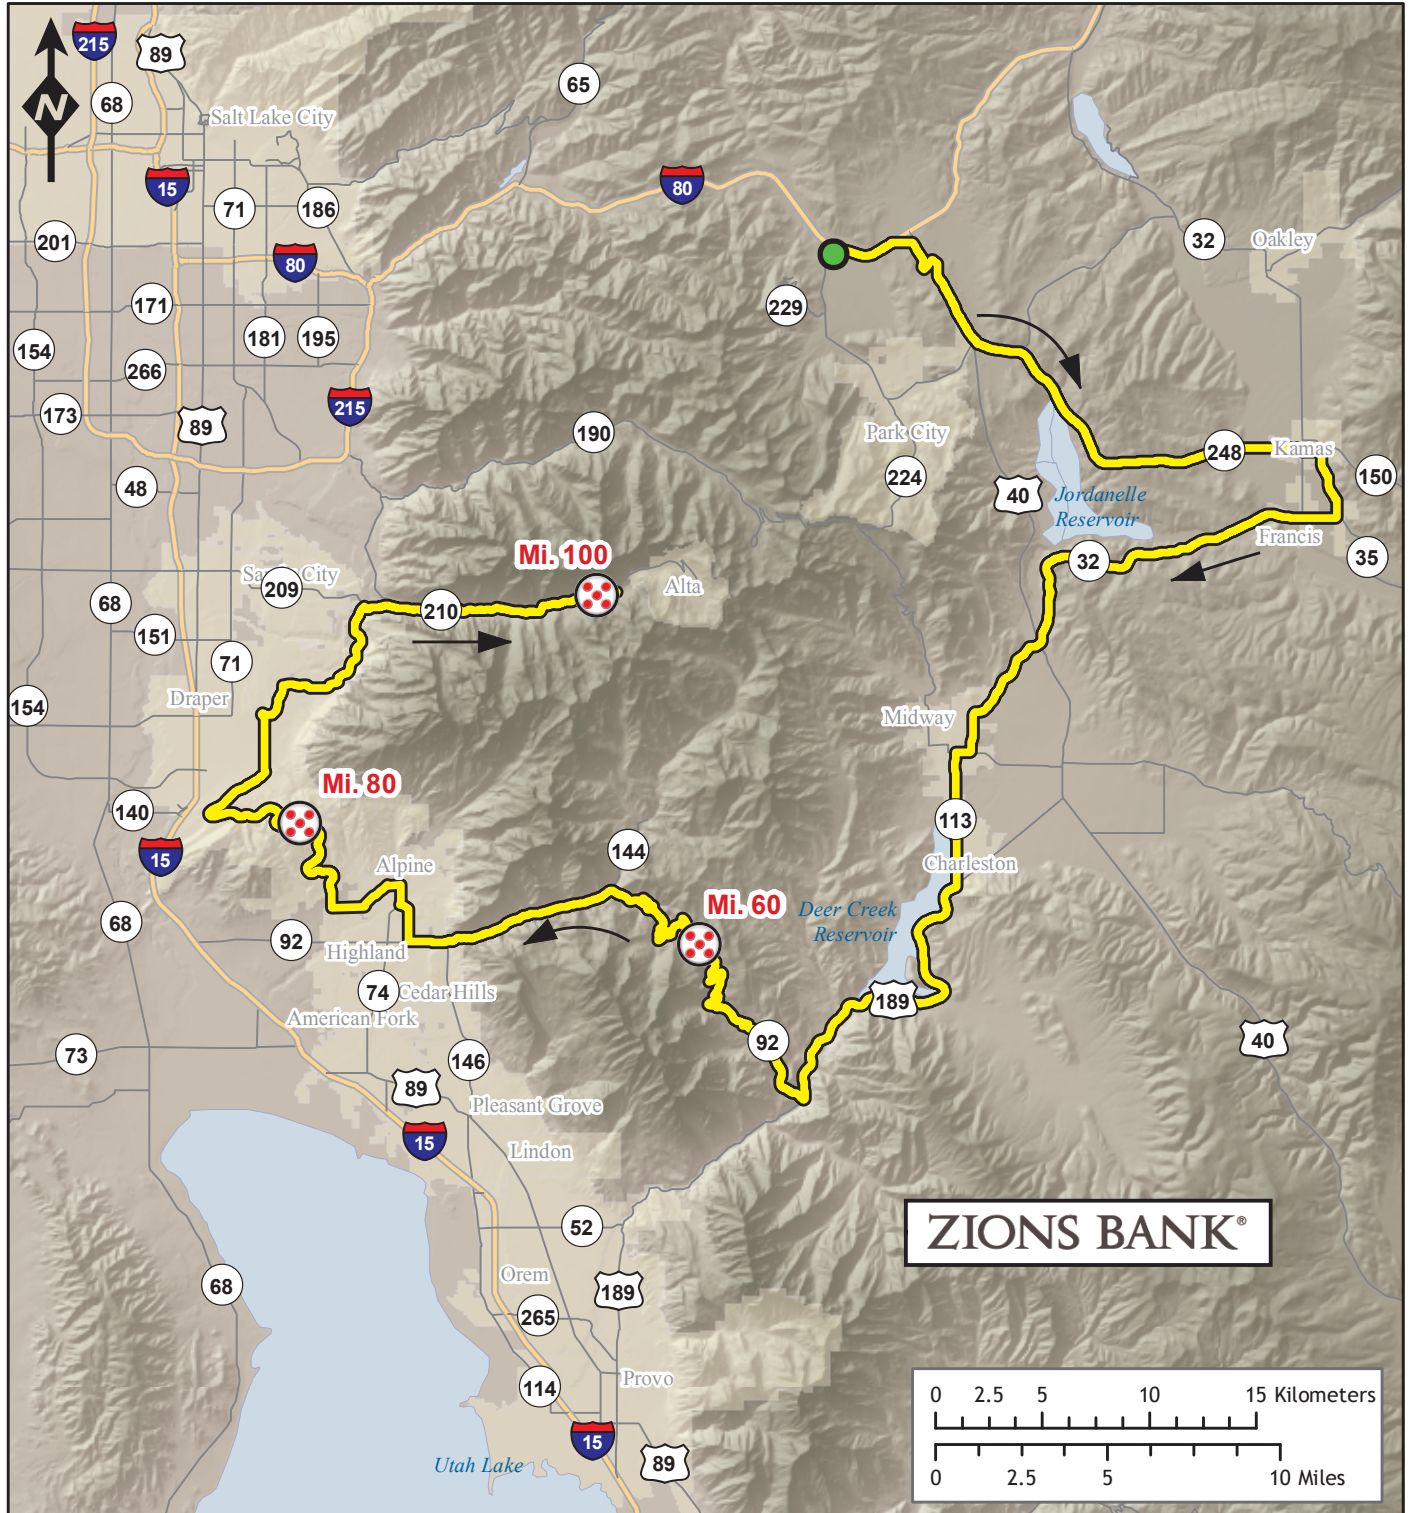 N
215
89
68
Salt Lake City
65
15
80
71
186
201
32
Oakley
80
229
171
181
195
154
266
215
173
89
190
Park City
248
Kamas
150
48
224
40
Jordanelle
Reservoir
Francis
Mi. 100
35
32
209
Alta
68
210
151
71
Draper
154
Midway
Mi. 80
140
113
15
144
Alpine
Charleston
Mi. 60
68
Deer Creek
Reservoir
92
Highland
74
Cedar Hills
189
American Fork
92
40
73
146
89
Pleasant Grove
15
Lindon
52
ZIONS BANK®
Orem
68
189
265
Provo
114
0 2.5 5 10 15 Kilometers
15
89
Utah Lake
0 2.5 5 10 Miles